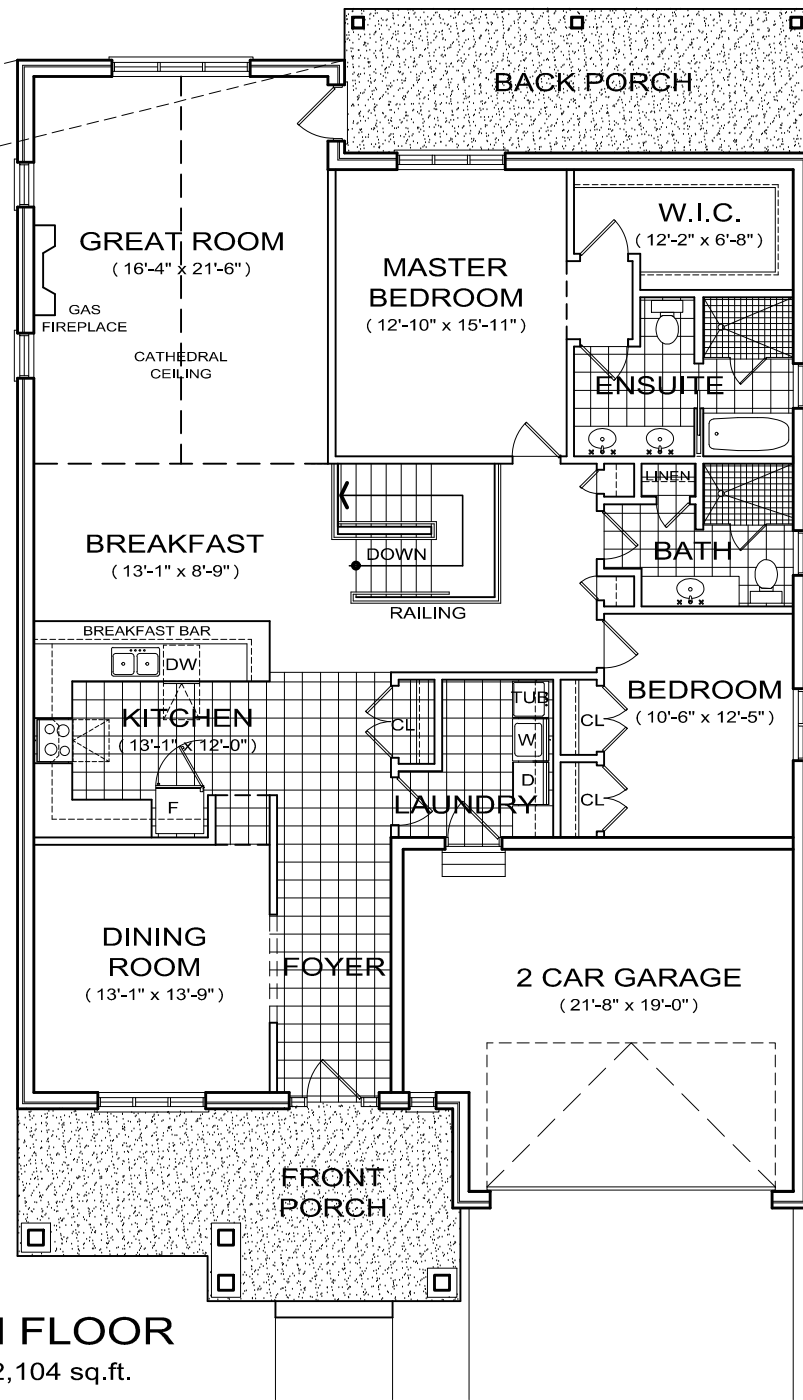 BACK PORCH
GREAT ROOM
( 16'-4" x 21'-6" )
GAS
FIREPLACE
CATHEDRAL
CEILING
MASTER
BEDROOM
( 12'-10" x 15'-11" )
W.I.C.
( 12'-2" x 6'-8" )
ENSUITE
LINEN
BATH
BREAKFAST
( 13'-1" x 8'-9" )
DOWN
RAILING
BREAKFAST BAR
DW
KITCHEN
( 13'-1" x 12'-0" )
F
CL
TUB
W
D
LAUNDRY
BEDROOM
( 10'-6" x 12'-5" )
CL
CL
DINING
ROOM
( 13'-1" x 13'-9" )
FOYER
2 CAR GARAGE
( 21'-8" x 19'-0" )
FRONT
PORCH
FLOOR
,104 sq.ft.